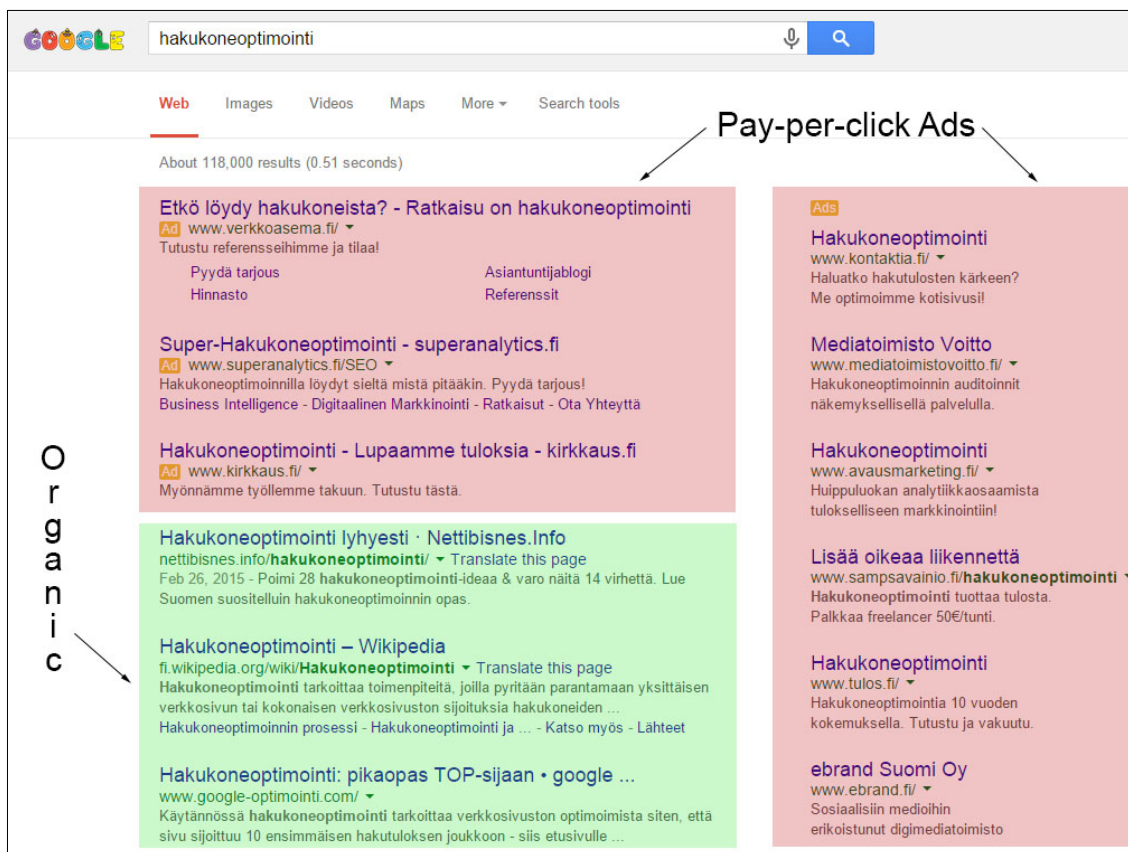 GOOGLE
hakukoneoptimointi
Web Images Videos Maps More Search tools
Pay-per-click Ads
About 118,000 results (0.51 seconds)
Organic
Etkö löydy hakukoneista? - Ratkaisu on hakukoneoptimointi
Ad www.verkkoasema.fi/
Tutustu referensseihimme ja tilaa!
Pyydä tarjous Asiantuntijablogi
Hinnasto Referenssit
Super-Hakukoneoptimointi - superanalytics.fi
Ad www.superanalytics.fi/SEO
Hakukoneoptimoinnilla löydyt sieltä mistä pitääkin. Pyydä tarjous!
Business Intelligence - Digitaalinen Markkinointi - Ratkaisut - Ota Yhteyttä
Hakukoneoptimointi - Lupaamme tuloksia - kirkkaus.fi
Ad www.kirkkaus.fi/
Myönnämme työllemme takuun. Tutustu tästä.
Hakukoneoptimointi lyhyesti · Nettibisnes.Info
nettibisnes.info/hakukoneoptimointi/ Translate this page
Feb 26, 2015 - Poimi 28 hakukoneoptimointi-ideaa & varo näitä 14 virhettä. Lue
Suomen suositelluin hakukoneoptimoinnin opas.
Hakukoneoptimointi – Wikipedia
fi.wikipedia.org/wiki/Hakukoneoptimointi Translate this page
Hakukoneoptimointi tarkoittaa toimenpiteitä, joilla pyritään parantamaan yksittäisen
verkkosivun tai kokonaisen verkkosivuston sijoituksia hakukoneiden ...
Hakukoneoptimoinnin prosessi - Hakukoneoptimointi ja ... - Katso myös - Lähteet
Hakukoneoptimointi: pikaopas TOP-sijaan • google ...
www.google-optimointi.com/
Käytännössä hakukoneoptimointi tarkoittaa verkkosivuston optimoimista siten, että
sivu sijoittuu 10 ensimmäisen hakutuloksen joukkoon - siis etusivulle ...
Ads
Hakukoneoptimointi
www.kontaktia.fi/
Haluatko hakutulosten kärkeen?
Me optimoimme kotisivusi!
Mediatoimisto Voitto
www.mediatoimistovoitto.fi/
Hakukoneoptimoinnin auditoinnit
näkemyksellisellä palvelulla.
Hakukoneoptimointi
www.avausmarketing.fi/
Huippuluokan analytiikkaosaamista
tulokselliseen markkinointiin!
Lisää oikeaa liikennettä
www.sampsavainio.fi/hakukoneoptimointi
Hakukoneoptimointi tuottaa tulosta.
Palkkaa freelancer 50€/tunti.
Hakukoneoptimointi
www.tulos.fi/
Hakukoneoptimointia 10 vuoden
kokemuksella. Tutustu ja vakuutu.
ebrand Suomi Oy
www.ebrand.fi/
Sosiaalisiin medioihin
erikoistunut digimediatoimisto